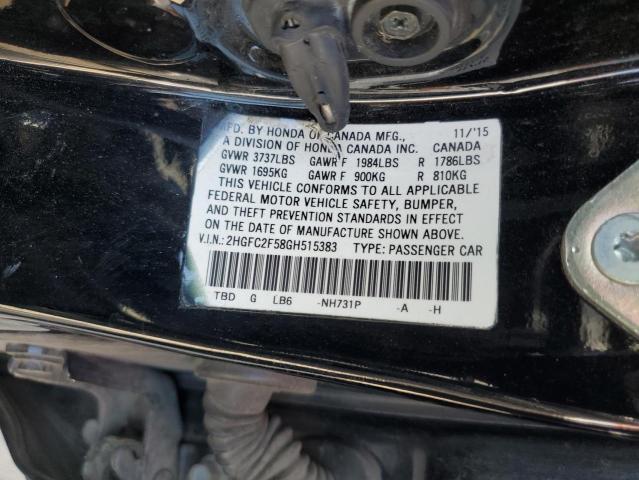 MFD. BY HONDA OF CANADA MFG., 11/'15
A DIVISION OF HONDA CANADA INC. CANADA
GVWR 3737LBS GAWR F 1984LBS R 1786LBS
GVWR 1695KG GAWR F 900KG R 810KG
THIS VEHICLE CONFORMS TO ALL APPLICABLE
FEDERAL MOTOR VEHICLE SAFETY, BUMPER,
AND THEFT PREVENTION STANDARDS IN EFFECT
ON THE DATE OF MANUFACTURE SHOWN ABOVE.
V.I.N.: 2HGFC2F58GH515383 TYPE: PASSENGER CAR
TBD G LB6 -NH731P -A -H